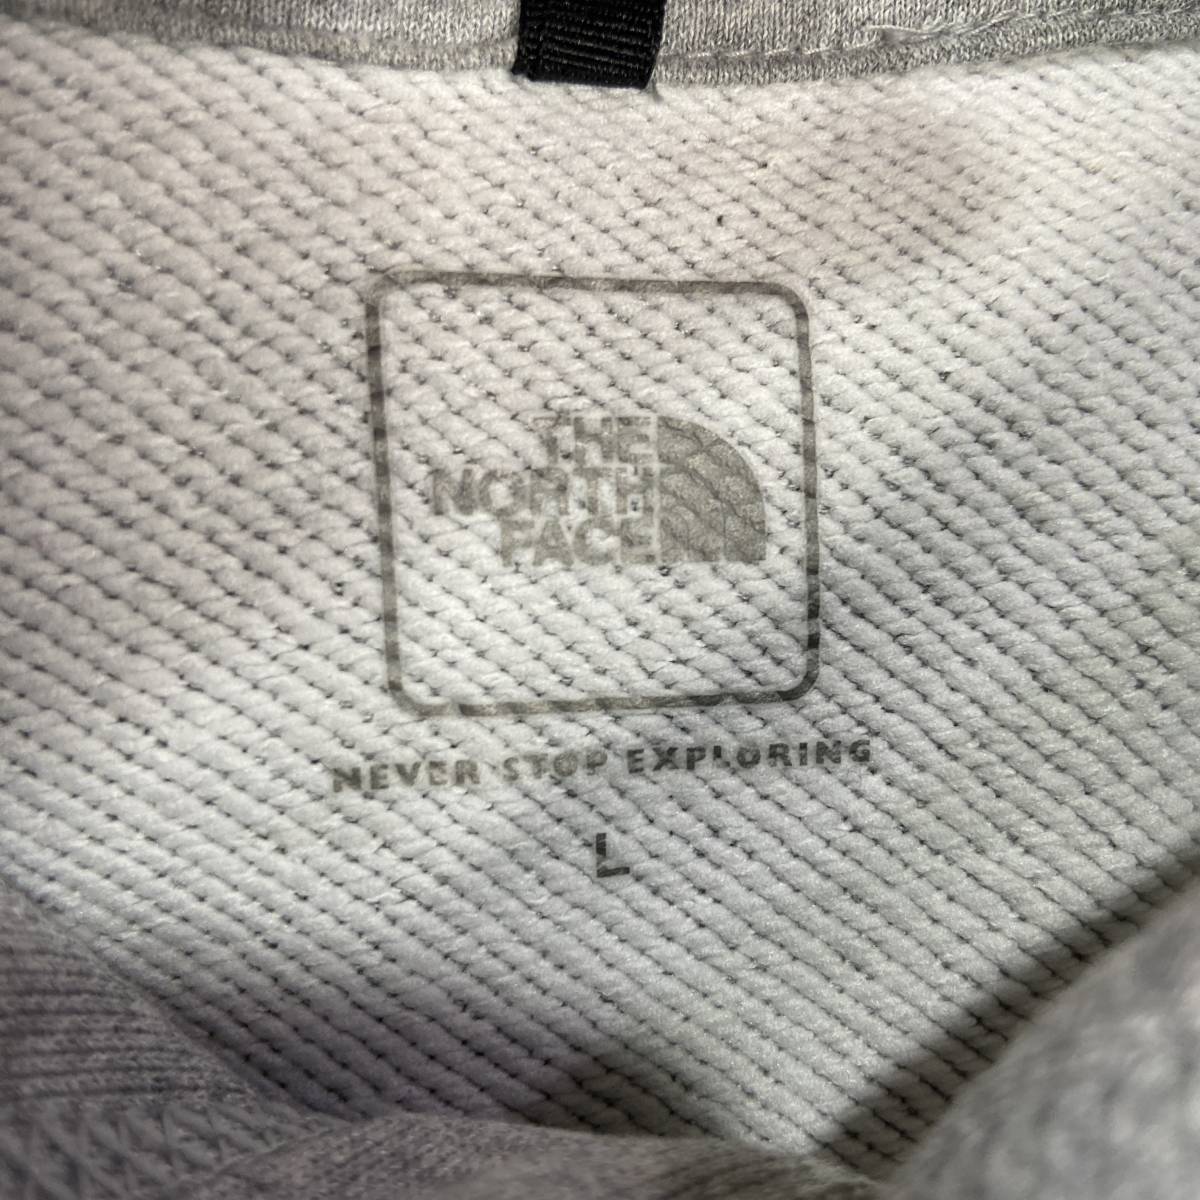 THE
NORTH
FACE
NEVER STOP EXPLORING
L